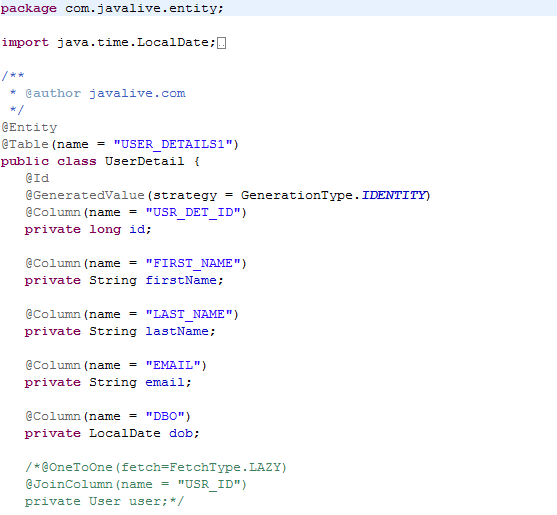 package com.javalive.entity;
import java.time.LocalDate;
/**
* @author javalive.com
*/
@Entity
@Table(name = "USER_DETAILS1")
public class UserDetail {
@Id
@GeneratedValue(strategy = GenerationType.IDENTITY)
@Column(name = "USR_DET_ID")
private long id;
@Column(name = "FIRST_NAME")
private String firstName;
@Column(name = "LAST_NAME")
private String lastName;
@Column(name = "EMAIL")
private String email;
@Column(name = "DBO")
private LocalDate dob;
/*@OneToOne(fetch=FetchType.LAZY)
@JoinColumn(name = "USR_ID")
private User user;*/